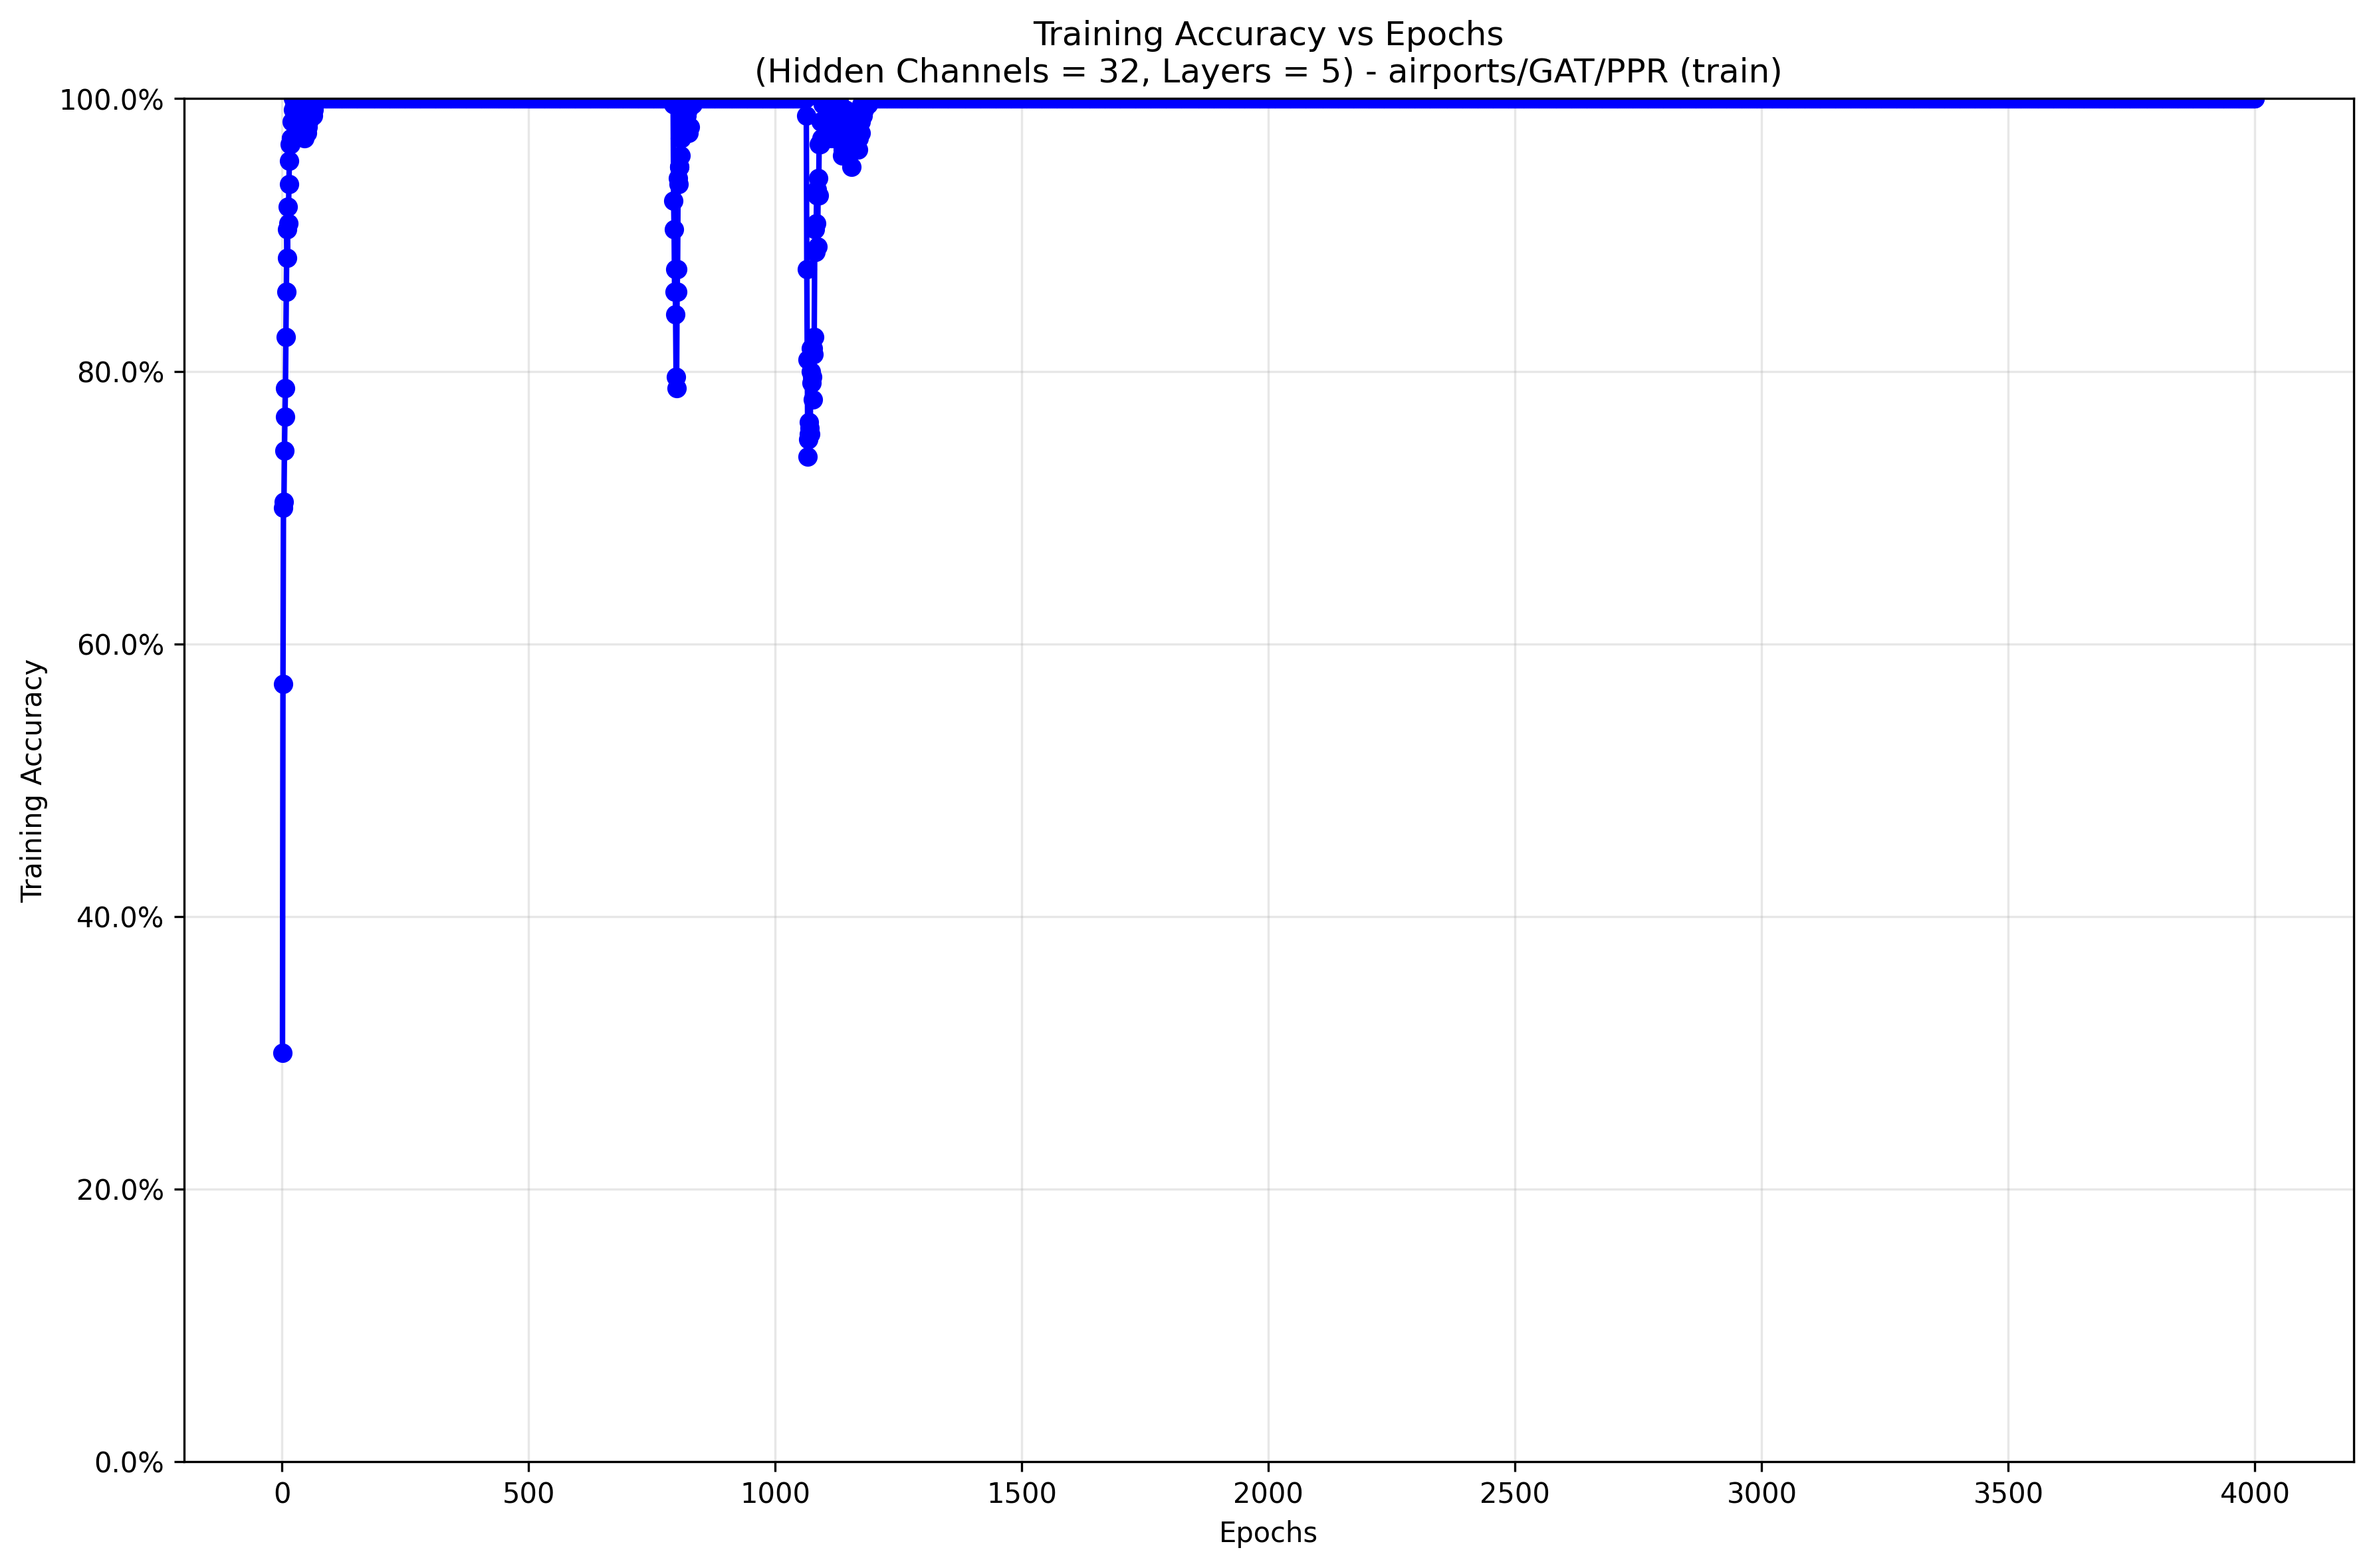 Training Accuracy vs Epochs
(Hidden Channels = 32, Layers = 5) - airports/GAT/PPR (train)
100.0%
80.0%
60.0%
40.0%
20.0%
0.0%
Training Accuracy
0 500 1000 1500 2000 2500 3000 3500 4000
Epochs